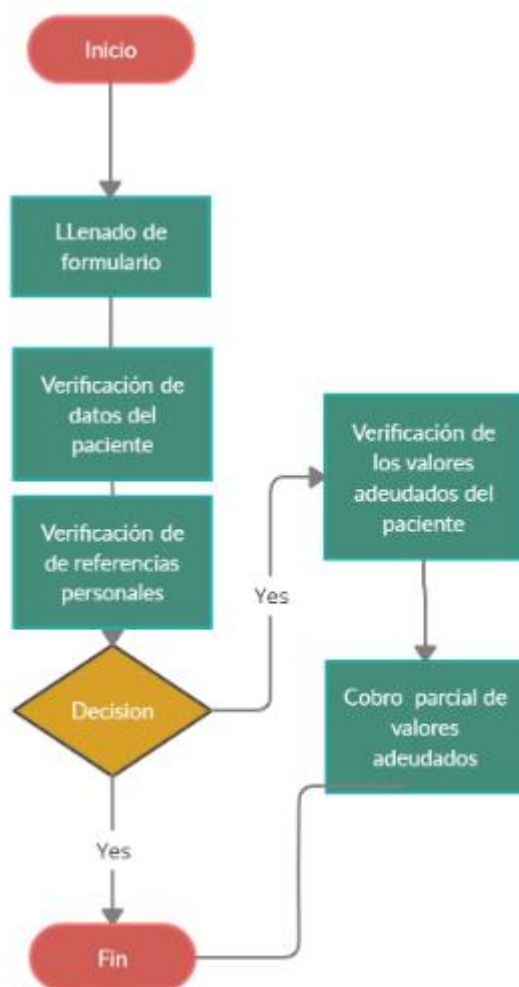 Inicio
LLenado de
formulario
Verificación de
datos del
paciente
Verificación de
de referencias
personales
Decision
Yes
Verificación de
los valores
adeudados del
paciente
Cobro parcial de
valores
adeudados
Yes
Fin